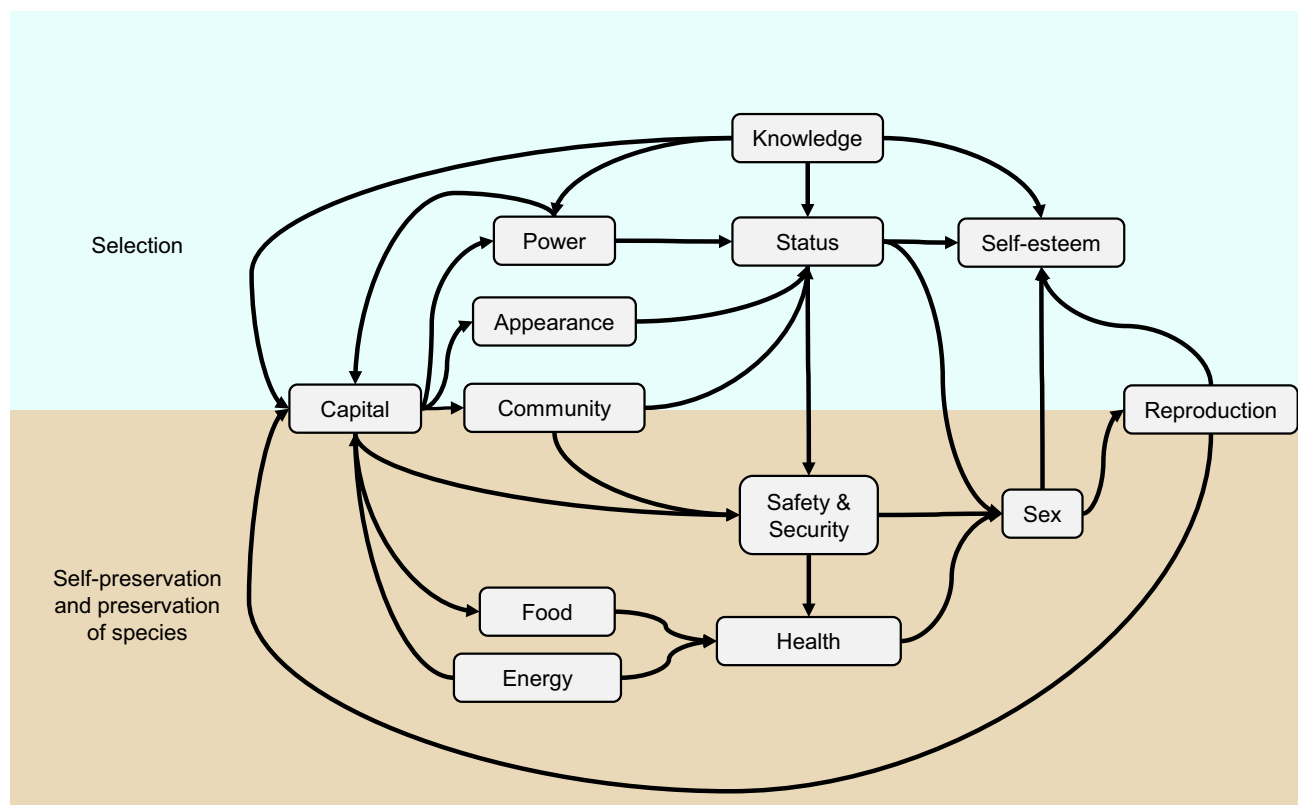 Knowledge
Selection
Power
Status
Self-esteem
Appearance
Capital
Community
Reproduction
Safety &
Security
Sex
Self-preservation
and preservation
of species
Food
Health
Energy